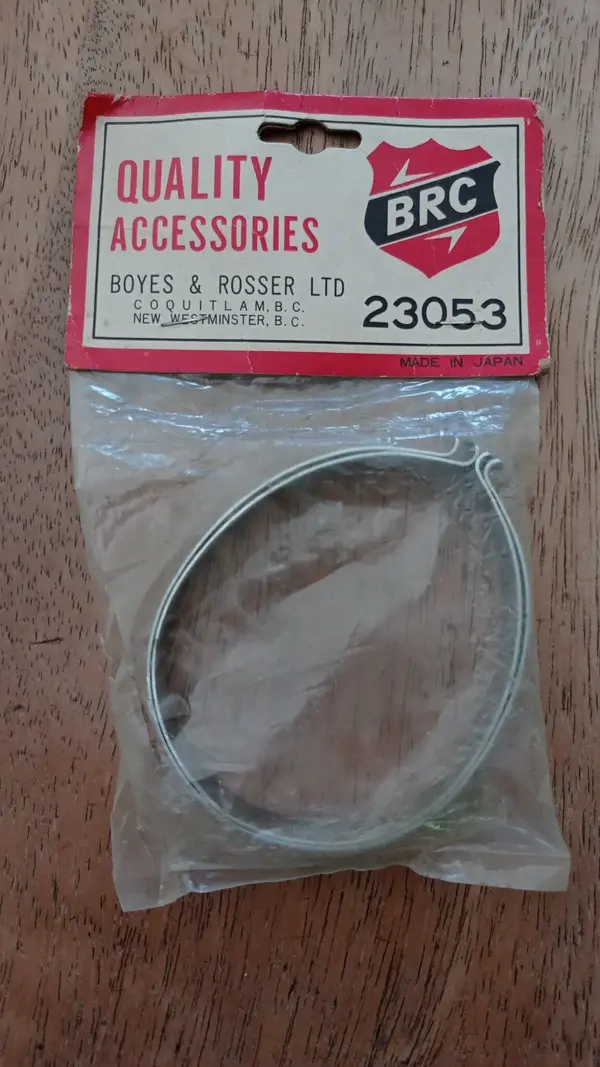 QUALITY
ACCESSORIES
BRC
BOYES & ROSSER LTD
COQUITLAM, B.C.
NEW WESTMINSTER, B.C.
23053
MADE IN JAPAN